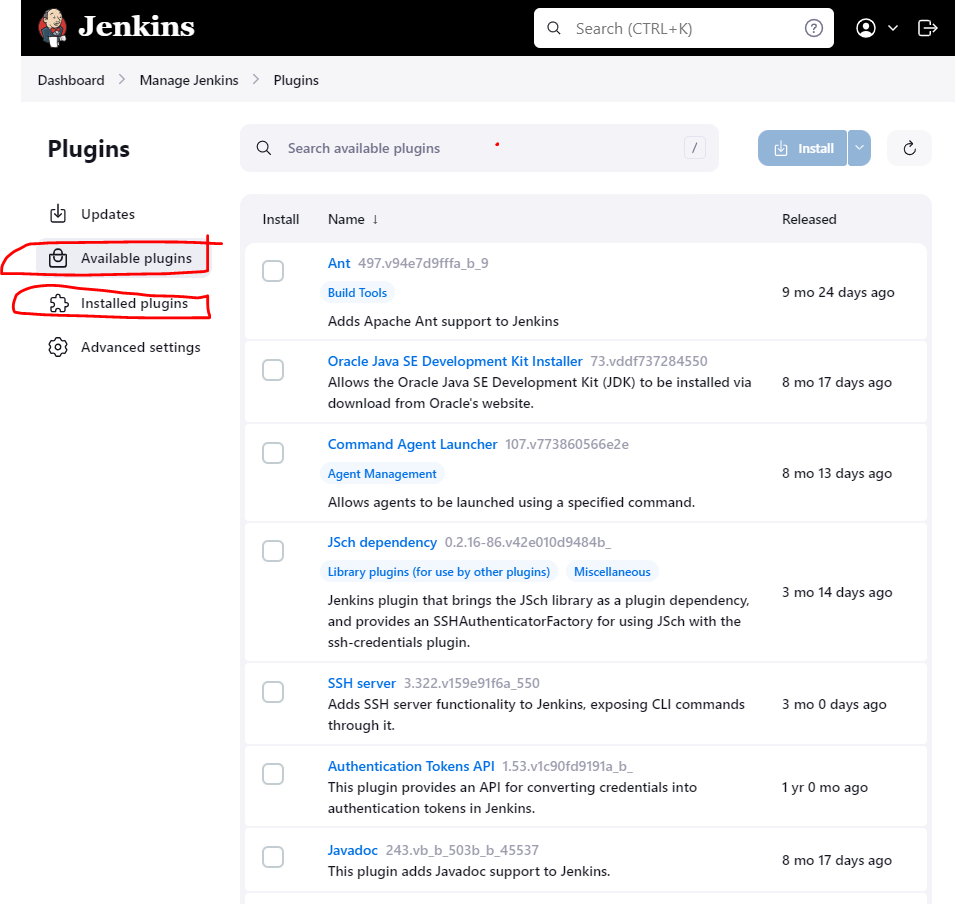 Jenkins
Search (CTRL+K)
Dashboard > Manage Jenkins > Plugins
Plugins
Search available plugins /
Install
Updates
Available plugins
Installed plugins
Advanced settings
Install Name ↓ Released
Ant 497.v94e7d9fffa_b_9
Build Tools
Adds Apache Ant support to Jenkins
9 mo 24 days ago
Oracle Java SE Development Kit Installer 73.vddf737284550
Allows the Oracle Java SE Development Kit (JDK) to be installed via
download from Oracle's website.
8 mo 17 days ago
Command Agent Launcher 107.v773860566e2e
Agent Management
Allows agents to be launched using a specified command.
8 mo 13 days ago
JSch dependency 0.2.16-86.v42e010d9484b_
Library plugins (for use by other plugins) Miscellaneous
Jenkins plugin that brings the JSch library as a plugin dependency,
and provides an SSHAuthenticatorFactory for using JSch with the
ssh-credentials plugin.
3 mo 14 days ago
SSH server 3.322.v159e91f6a_550
Adds SSH server functionality to Jenkins, exposing CLI commands
through it.
3 mo 0 days ago
Authentication Tokens API 1.53.v1c90fd9191a_b_
This plugin provides an API for converting credentials into
authentication tokens in Jenkins.
1 yr 0 mo ago
Javadoc 243.vb_b_503b_b_45537
This plugin adds Javadoc support to Jenkins.
8 mo 17 days ago